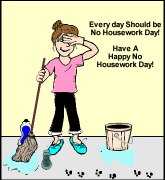 Every day Should be
No Housework Day!
Have A
Happy No
Housework Day!